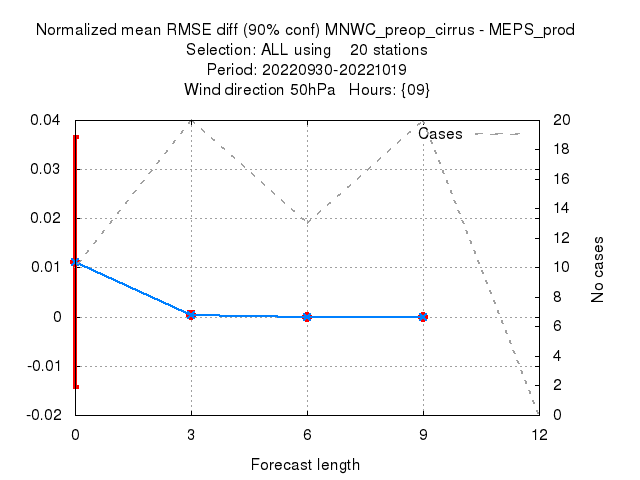 Normalized mean RMSE diff (90% conf) MNWC_preop_cirrus - MEPS_prod
Selection: ALL using 20 stations
Period: 20220930-20221019
Wind direction 50hPa Hours: {09}
0.04
0.03
0.02
0.01
0
-0.01
-0.02
20
18
16
14
12
10
8
6
4
2
0
Cases
No cases
0 3 6 9 12
Forecast length